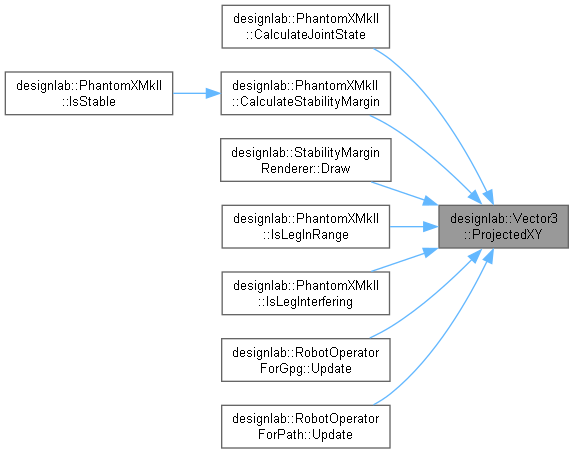 designlab::PhantomXMkII
::CalculateJointState
designlab::PhantomXMkII
::IsStable
designlab::PhantomXMkII
::CalculateStabilityMargin
designlab::StabilityMargin
Renderer::Draw
designlab::PhantomXMkII
::IsLegInRange
designlab::Vector3
::ProjectedXY
designlab::PhantomXMkII
::IsLegInterfering
designlab::RobotOperator
ForGpg::Update
designlab::RobotOperator
ForPath::Update